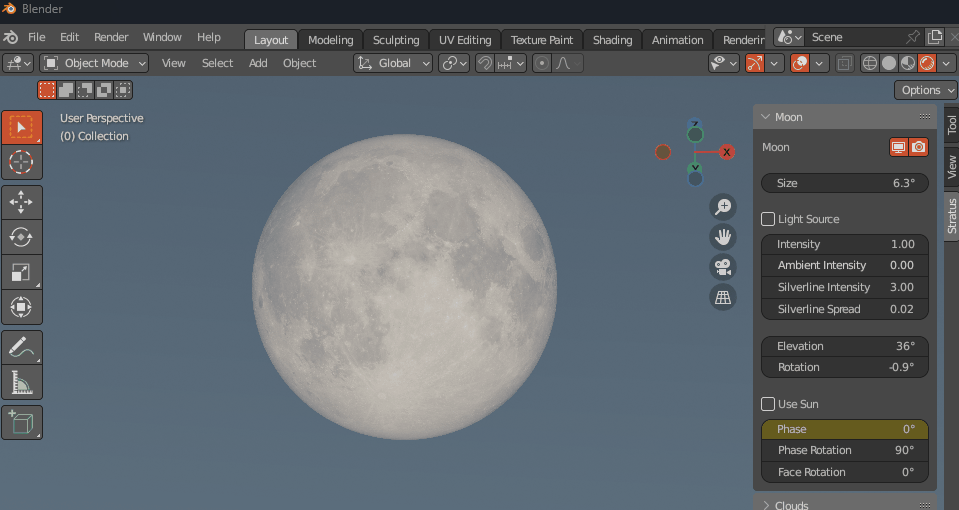 Blender
File Edit Render Window Help Layout Modeling Sculpting UV Editing Texture Paint Shading Animation Scene
Object Mode View Select Add Object Global
Options
User Perspective
(0) Collection
Moon
Moon
Size 6.3°
Light Source
Intensity 1.00
Ambient Intensity 0.00
Silverline Intensity 3.00
Silverline Spread 0.02
Elevation 36°
Rotation -0.9°
Use Sun
Phase 0°
Phase Rotation 90°
Face Rotation 0°
Clouds
Z
X
Y
Tool
View
Stratus